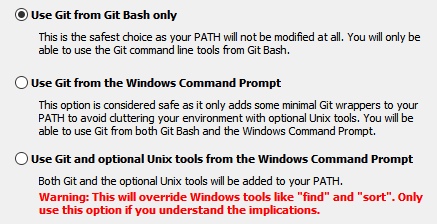 Use Git from Git Bash only
This is the safest choice as your PATH will not be modified at all. You will only be
able to use the Git command line tools from Git Bash.
Use Git from the Windows Command Prompt
This option is considered safe as it only adds some minimal Git wrappers to your
PATH to avoid cluttering your environment with optional Unix tools. You will be
able to use Git from both Git Bash and the Windows Command Prompt.
Use Git and optional Unix tools from the Windows Command Prompt
Both Git and the optional Unix tools will be added to your PATH.
Warning: This will override Windows tools like "find" and "sort". Only
use this option if you understand the implications.